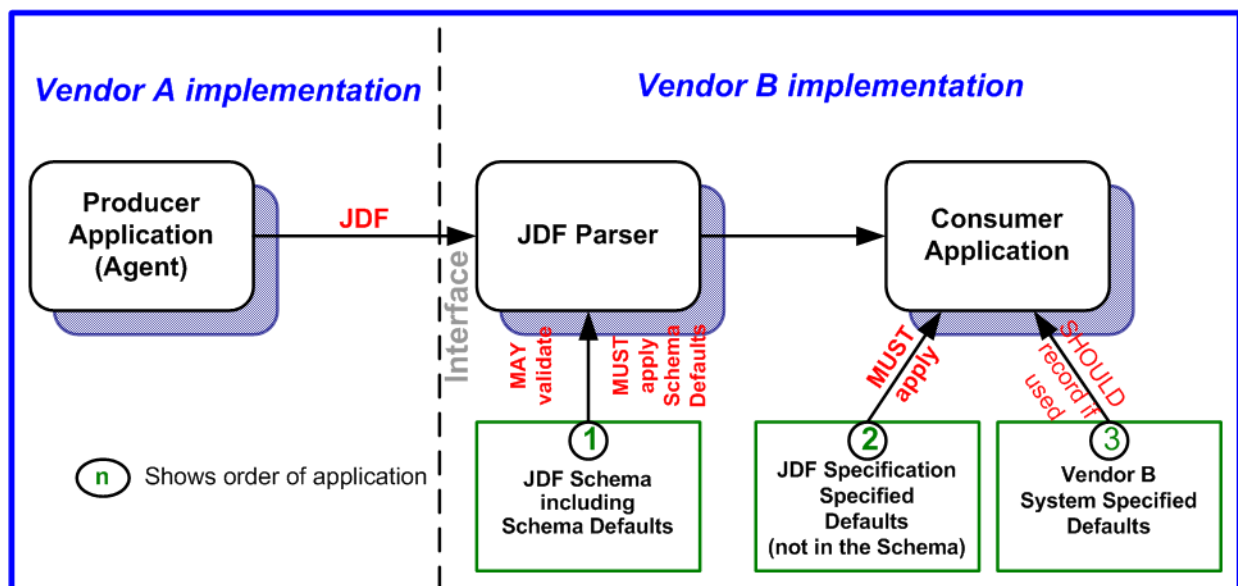 Vendor A implementation
Vendor B implementation
Producer
Application
(Agent)
JDF
Interface
JDF Parser
Consumer
Application
MAY
validate
MUST
apply
Schema
Defaults
MUST
apply
SHOULD
record if
used
n Shows order of application
1
JDF Schema
including
Schema Defaults
2
JDF Specification
Specified
Defaults
(not in the Schema)
3
Vendor B
System Specified
Defaults